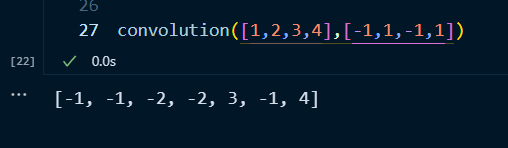 26
27 convolution([1,2,3,4],[-1,1,-1,1])
[22] ✓ 0.0s
... [-1, -1, -2, -2, 3, -1, 4]